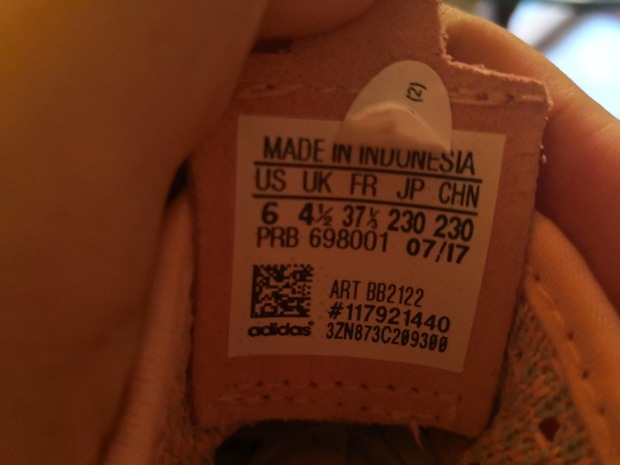 (2)
MADE IN INDONESIA
US UK FR JP CHN
6 4½ 37⅓ 230 230
PRB 698001 07/17
ART BB2122
#117921440
adidas® 3ZN873C209300